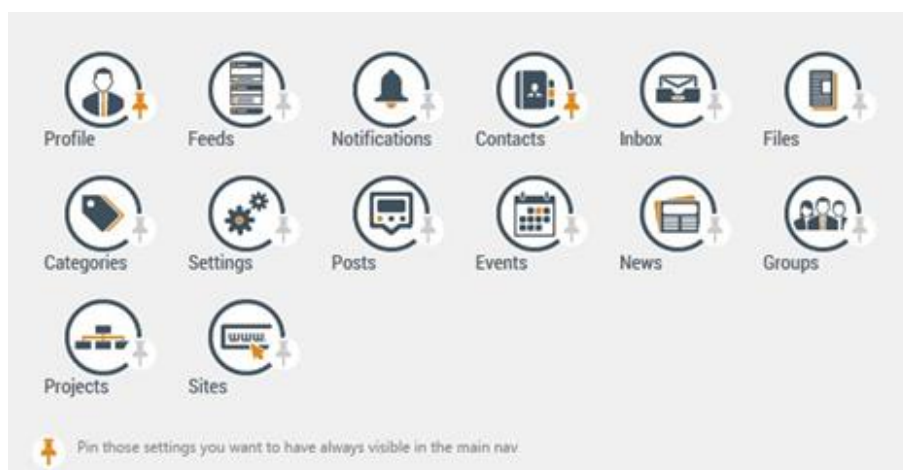 Profile Feeds Notifications Contacts Inbox Files
Categories Settings Posts Events News Groups
www.
Projects Sites
Pin those settings you want to have always visible in the main nav